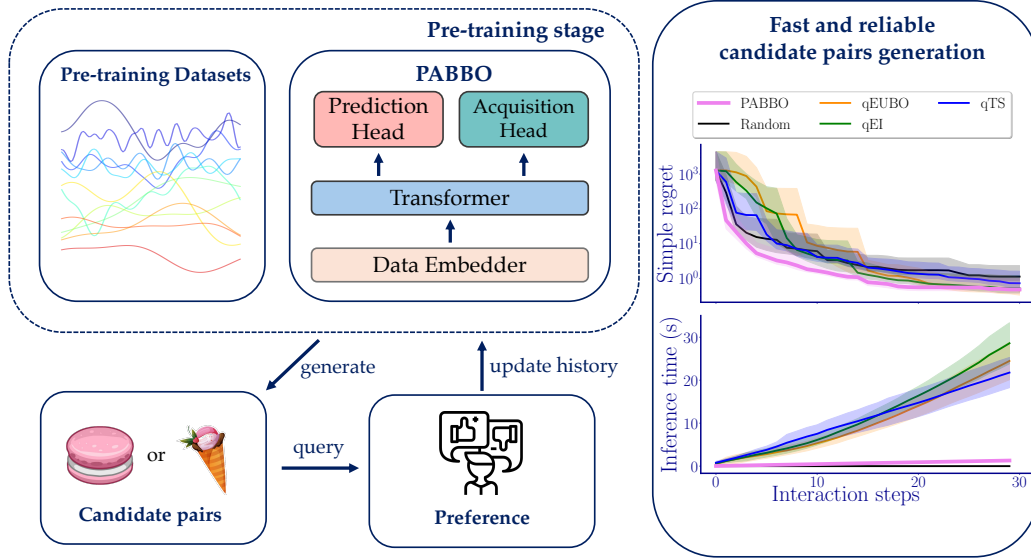 Pre-training stage
Pre-training Datasets
PABBO
Prediction
Head
Acquisition
Head
Transformer
Data Embedder
generate
update history
or
query
Candidate pairs
Preference
Fast and reliable
candidate pairs generation
PABBO
Random
qEUBO
qEI
qTS
Simple regret
10³
10²
10¹
10⁰
Inference time (s)
30
20
10
0
0
10
20
30
Interaction steps